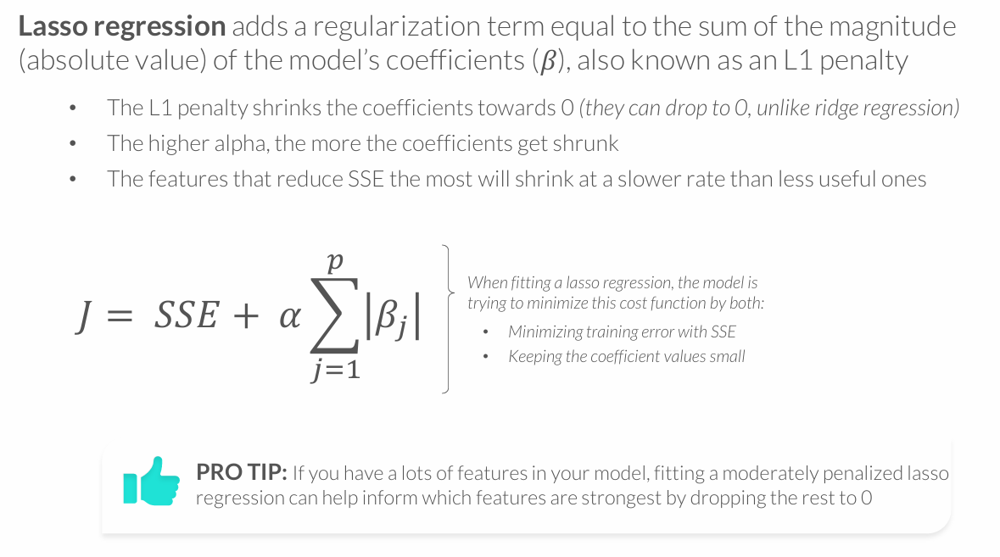 Lasso regression adds a regularization term equal to the sum of the magnitude
(absolute value) of the model’s coefficients (β), also known as an L1 penalty
• The L1 penalty shrinks the coefficients towards 0 (they can drop to 0, unlike ridge regression)
• The higher alpha, the more the coefficients get shrunk
• The features that reduce SSE the most will shrink at a slower rate than less useful ones
J = SSE + α ∑_{j=1}^{p} |β_j|
When fitting a lasso regression, the model is
trying to minimize this cost function by both:
• Minimizing training error with SSE
• Keeping the coefficient values small
PRO TIP: If you have a lots of features in your model, fitting a moderately penalized lasso
regression can help inform which features are strongest by dropping the rest to 0